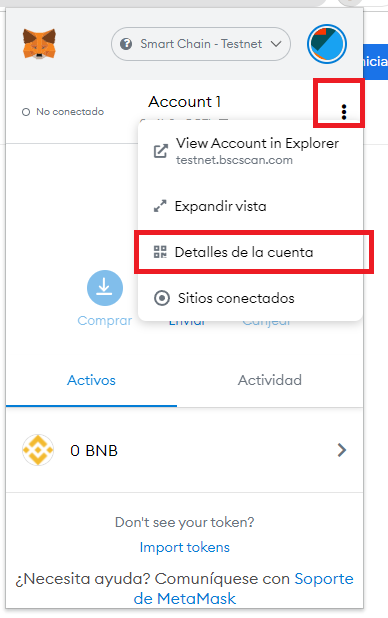 Smart Chain - Testnet
nicia
No conectado
Account 1
View Account in Explorer
testnet.bscscan.com
Expandir vista
Detalles de la cuenta
Sitios conectados
Comprar
Enviar
Canjear
Activos
Actividad
0 BNB
Don't see your token?
Import tokens
¿Necesita ayuda? Comuníquese con Soporte
de MetaMask